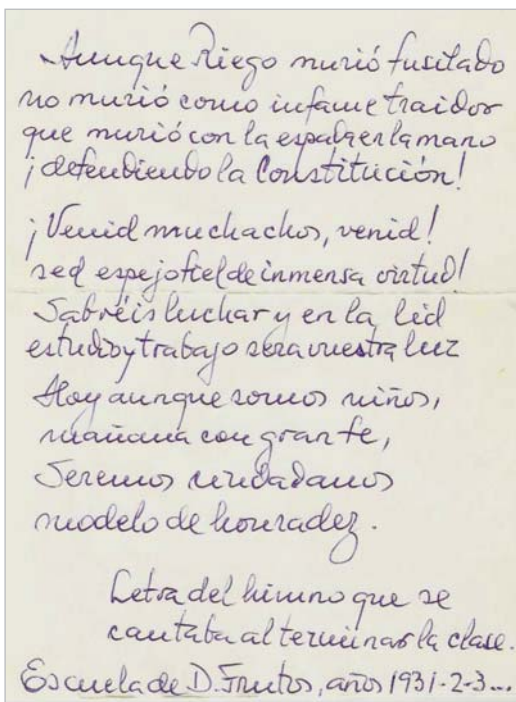 Aunque Riego murió fusilado
no murió como infame traidor
que murió con la espada en la mano
¡defendiendo la Constitución!
¡Venid muchachos, venid!
sed espejo fiel de inmensa virtud!
Sabréis luchar y en la lid
estudio y trabajo sera vuestra luz
Hoy aunque somos niños,
mañana con gran fe,
Seremos ciudadanos
modelo de honradez.
Letra del himno que se
cantaba al terminar la clase.
Escuela de D. Frutos, años 1931-2-3...